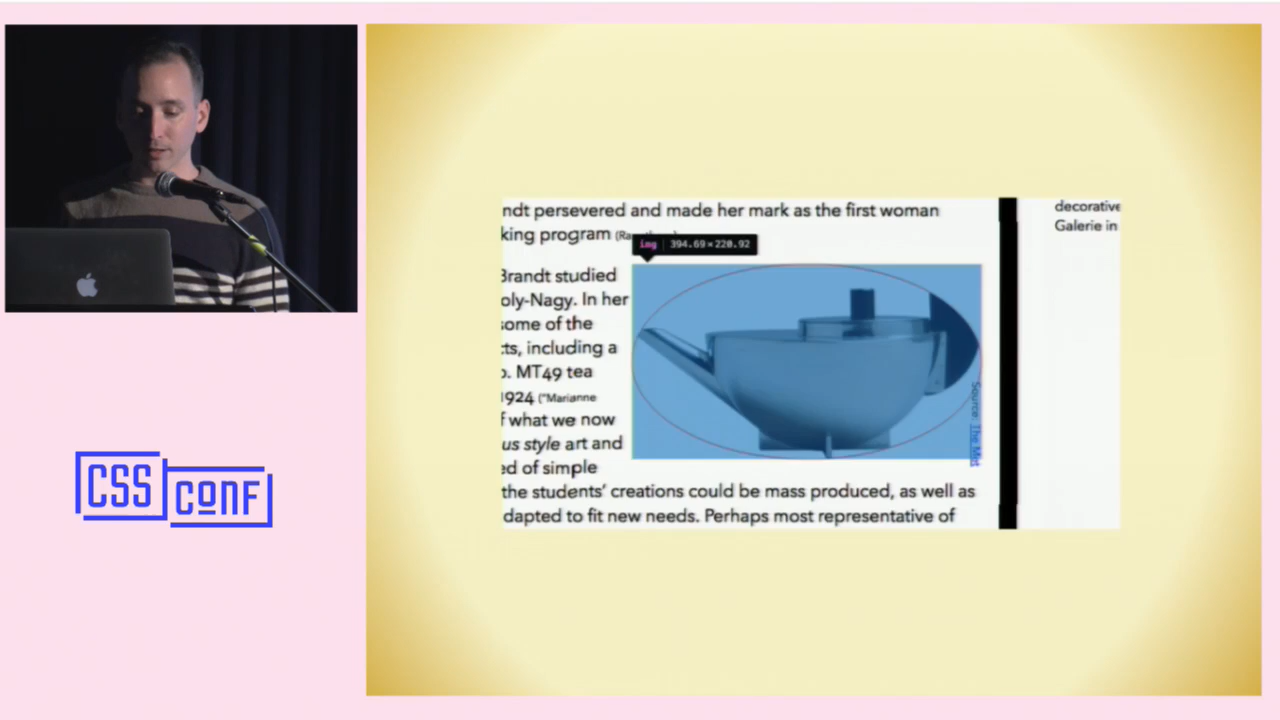 CSS
CONF
ndt persevered and made her mark as the first woman
king program
img 394.69×220.92
Brandt studied
oly-Nagy. In her
some of the
ts, including a
o. MT49 tea
1924 ("Marianne
f what we now
us style art and
ed of simple
the students' creations could be mass produced, as well as
dapted to fit new needs. Perhaps most representative of
Source: The Met
decorative
Galerie in